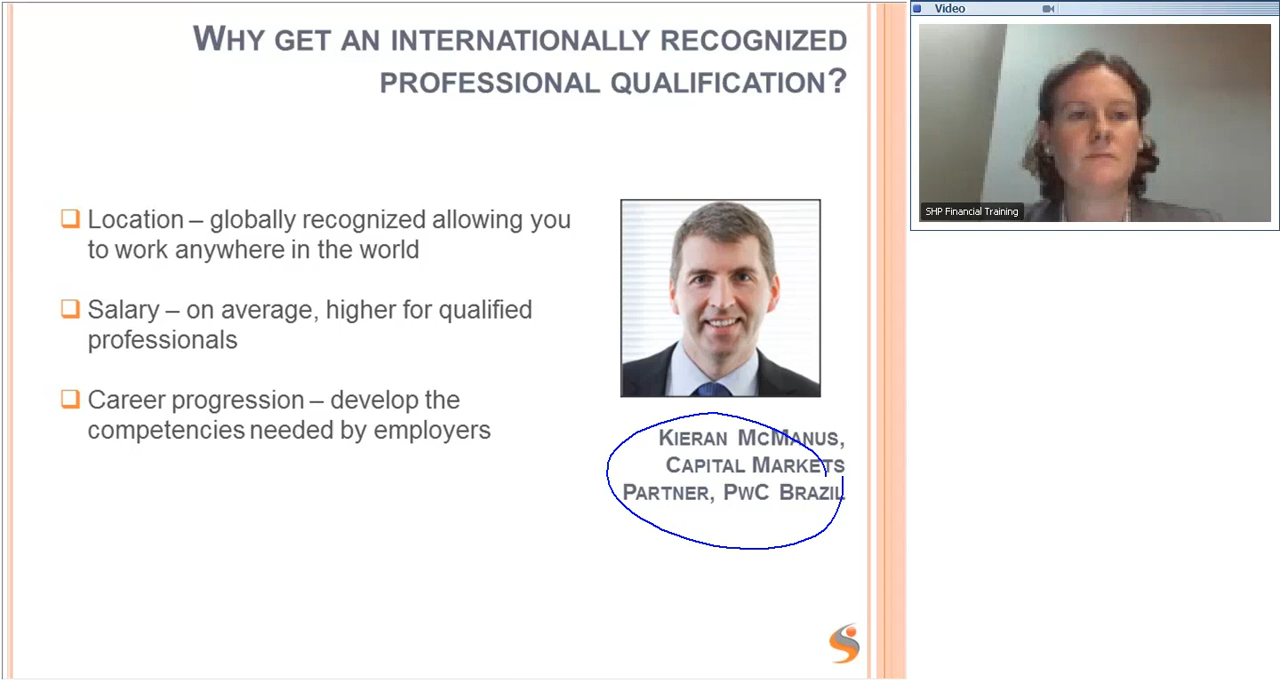 WHY GET AN INTERNATIONALLY RECOGNIZED
PROFESSIONAL QUALIFICATION?
Location – globally recognized allowing you
to work anywhere in the world
Salary – on average, higher for qualified
professionals
Career progression – develop the
competencies needed by employers
KIERAN MCMANUS,
CAPITAL MARKETS
PARTNER, PWC BRAZIL
Video
SHP Financial Training